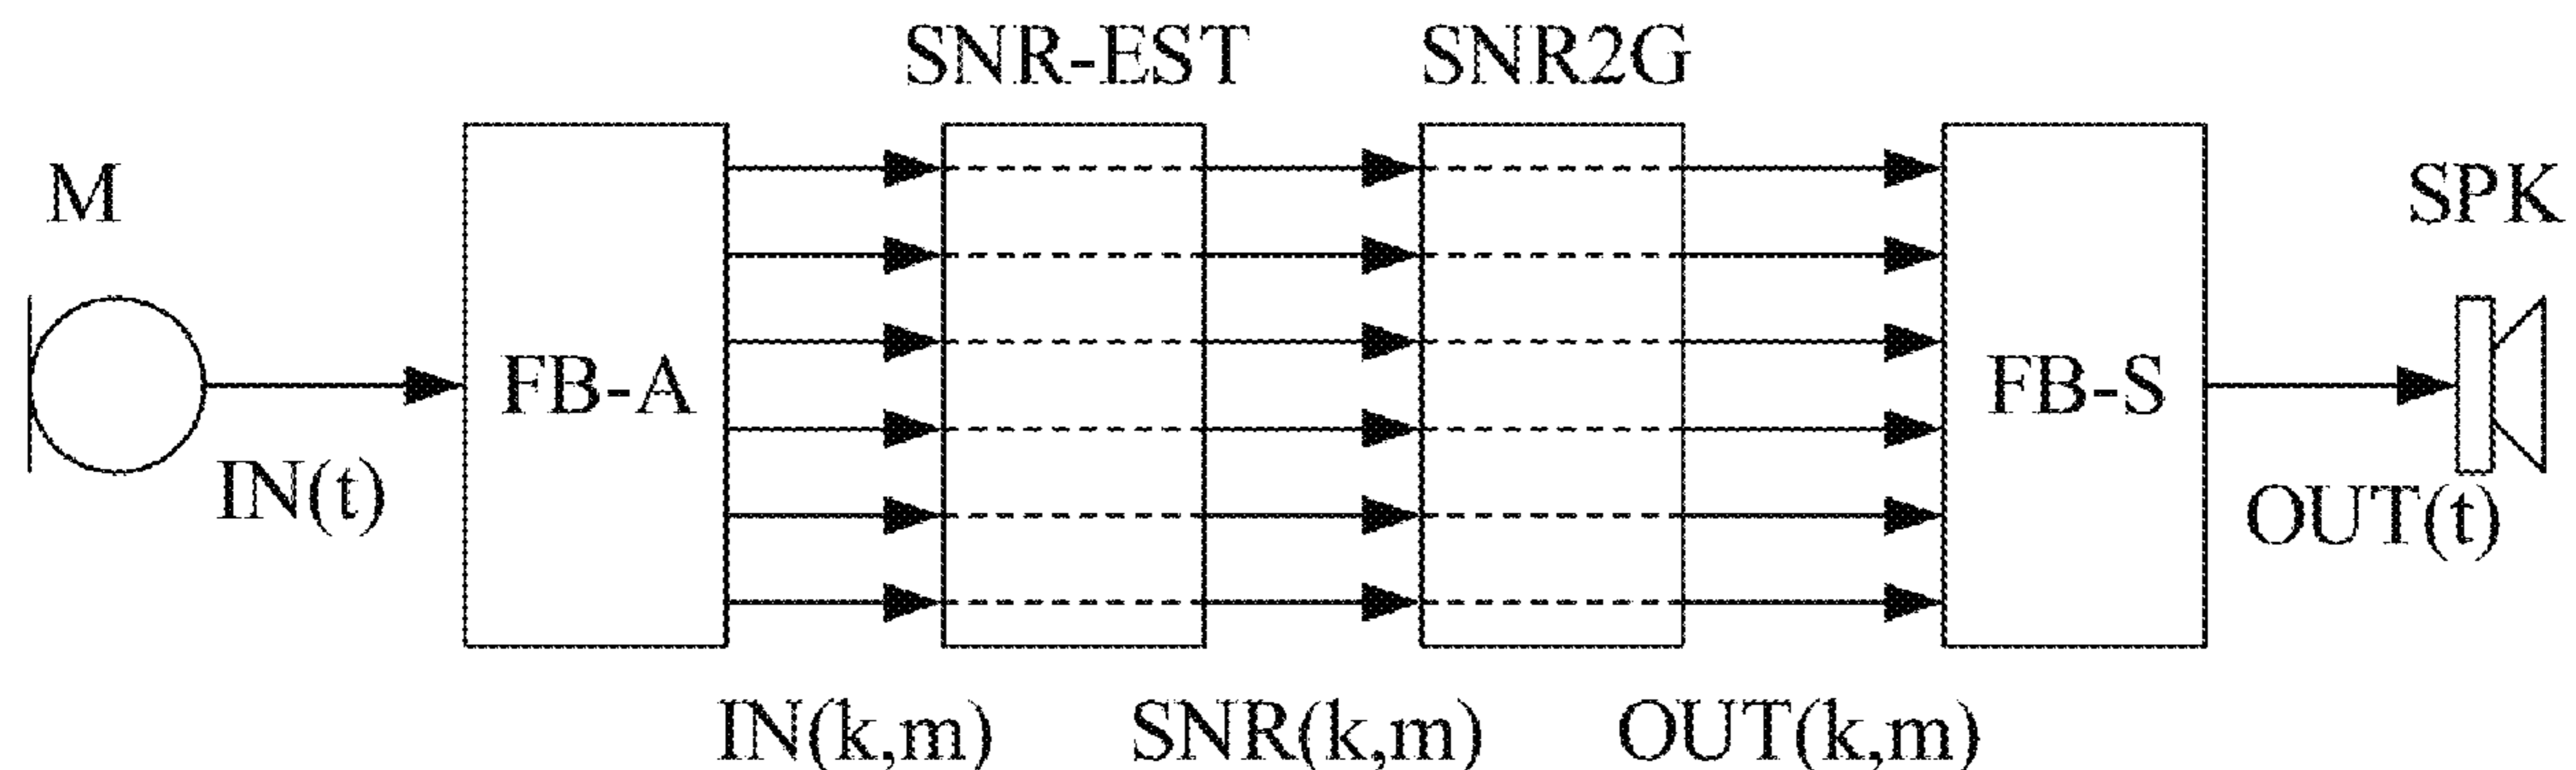 SNR-EST
SNR2G
M
SPK
FB-A
FB-S
IN(t)
OUT(t)
IN(k,m)
SNR(k,m)
OUT(k,m)